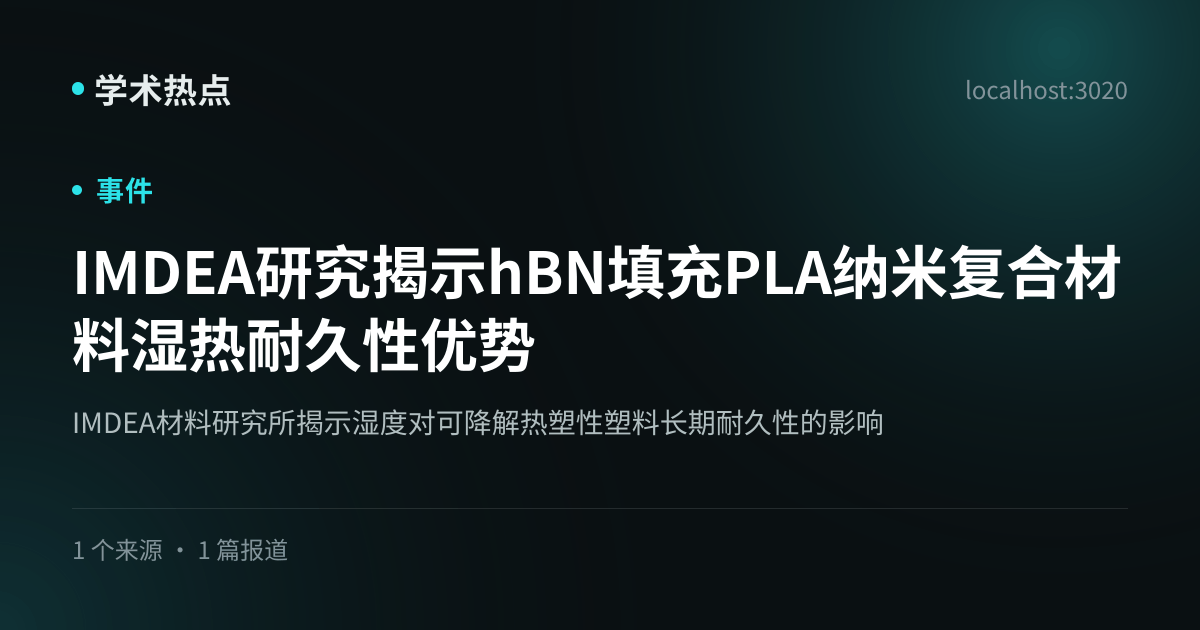 学术热点
localhost:3020
事件
IMDEA研究揭示hBN填充PLA纳米复合材
料湿热耐久性优势
IMDEA材料研究所揭示湿度对可降解热塑性塑料长期耐久性的影响
1 个来源 · 1 篇报道